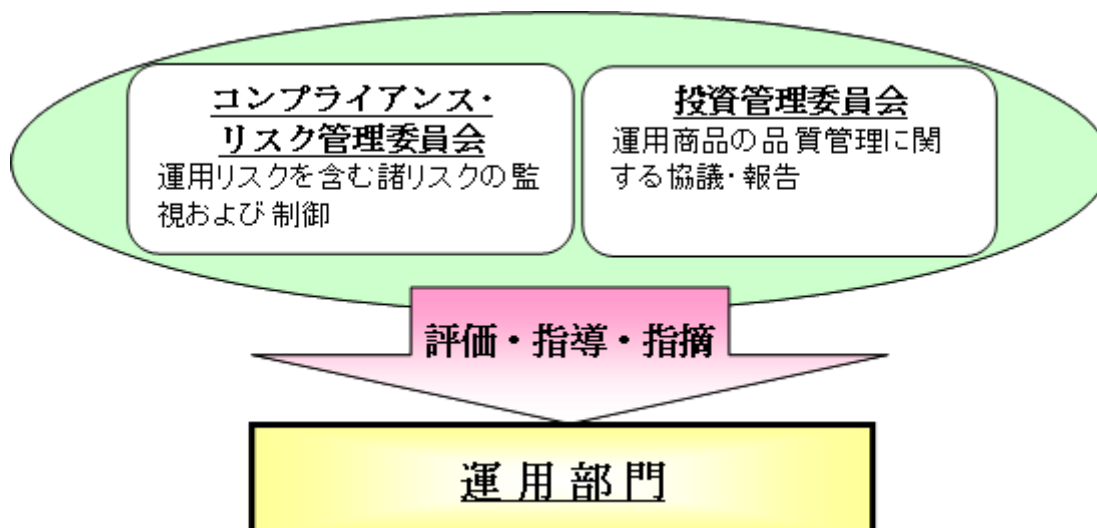 コンプライアンス・
リスク管理委員会
運用リスクを含む諸リスクの監
視および制御
投資管理委員会
運用商品の品質管理に関
する協議・報告
評価・指導・指摘
運用部門